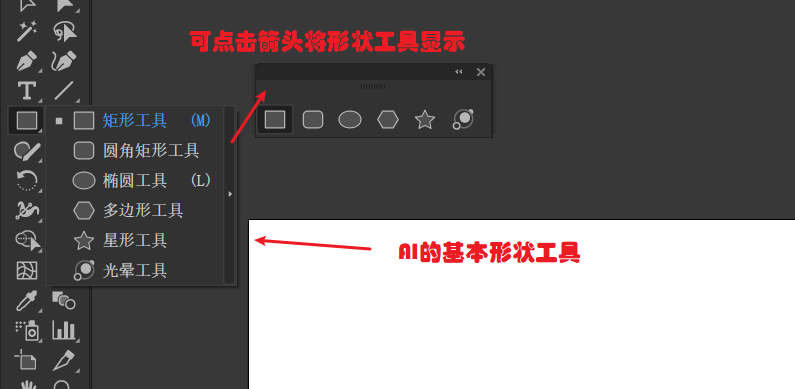 可点击箭头将形状工具显示
矩形工具 (M)
圆角矩形工具
椭圆工具 (L)
多边形工具
星形工具
光晕工具
AI的基本形状工具